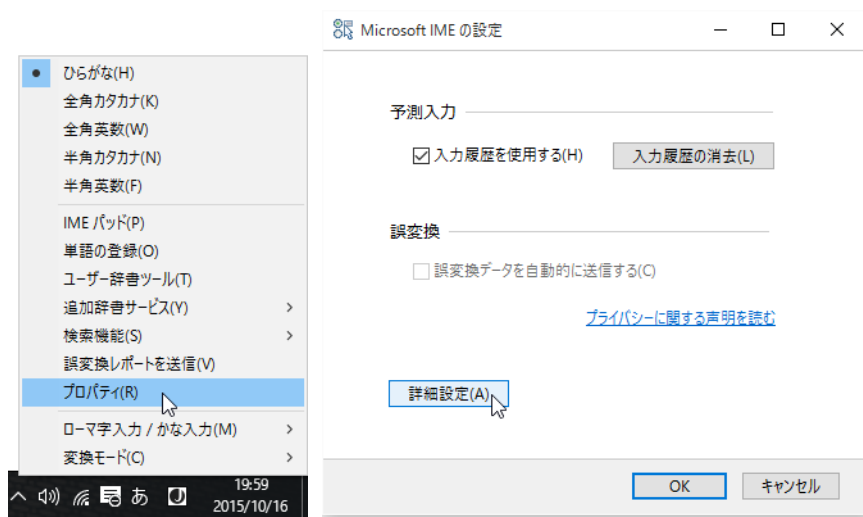 ひらがな(H)
全角カタカナ(K)
全角英数(W)
半角カタカナ(N)
半角英数(F)
IME パッド(P)
単語の登録(O)
ユーザー辞書ツール(T)
追加辞書サービス(Y)
検索機能(S)
誤変換レポートを送信(V)
プロパティ(R)
ローマ字入力 / かな入力(M)
変換モード(C)
あ
J
19:59
2015/10/16
Microsoft IME の設定
予測入力
入力履歴を使用する(H)
入力履歴の消去(L)
誤変換
誤変換データを自動的に送信する(C)
プライバシーに関する声明を読む
詳細設定(A)
OK
キャンセル